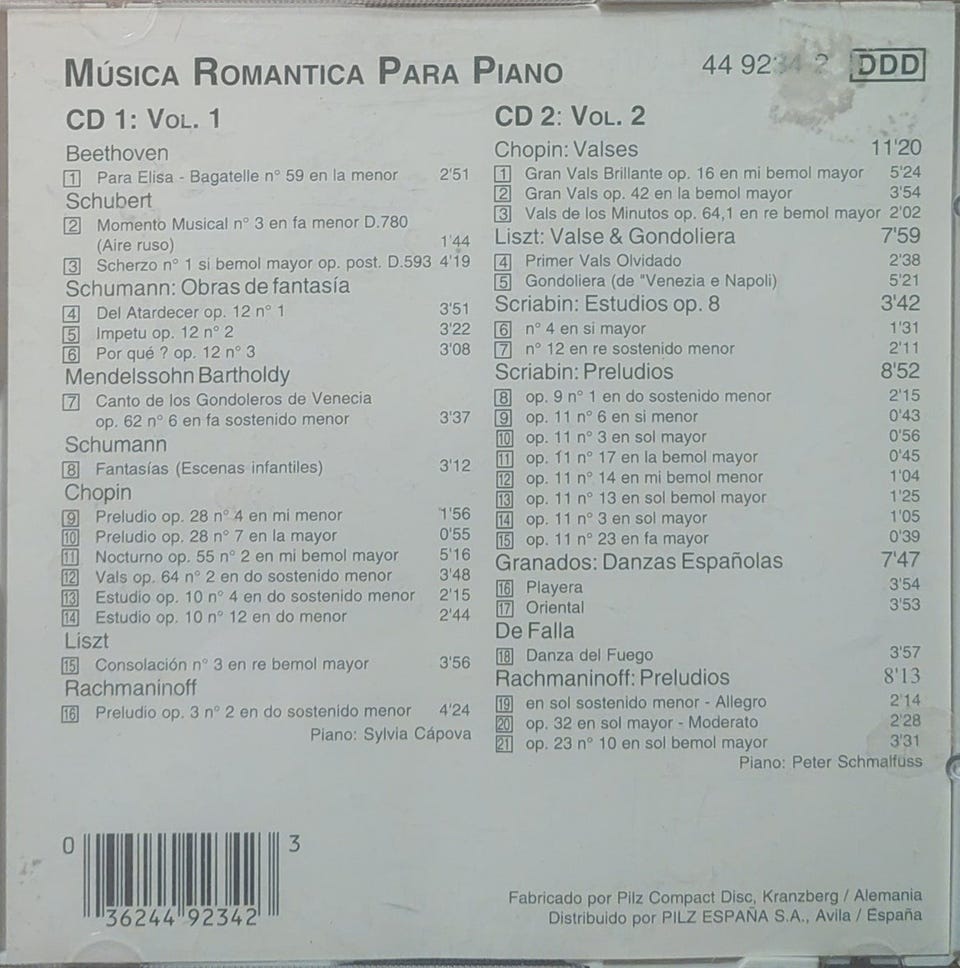 MÚSICA ROMANTICA PARA PIANO
44 9234 2 DDD
CD 1: VOL. 1
Beethoven
1 Para Elisa - Bagatelle n° 59 en la menor 2'51
Schubert
2 Momento Musical n° 3 en fa menor D.780
(Aire ruso) 1'44
3 Scherzo n° 1 si bemol mayor op. post. D.593 4'19
Schumann: Obras de fantasía
4 Del Atardecer op. 12 n° 1 3'51
5 Impetu op. 12 n° 2 3'22
6 Por qué ? op. 12 n° 3 3'08
Mendelssohn Bartholdy
7 Canto de los Gondoleros de Venecia
op. 62 n° 6 en fa sostenido menor 3'37
Schumann
8 Fantasías (Escenas infantiles) 3'12
Chopin
9 Preludio op. 28 n° 4 en mi menor 1'56
10 Preludio op. 28 n° 7 en la mayor 0'55
11 Nocturno op. 55 n° 2 en mi bemol mayor 5'16
12 Vals op. 64 n° 2 en do sostenido menor 3'48
13 Estudio op. 10 n° 4 en do sostenido menor 2'15
14 Estudio op. 10 n° 12 en do menor 2'44
Liszt
15 Consolación n° 3 en re bemol mayor 3'56
Rachmaninoff
16 Preludio op. 3 n° 2 en do sostenido menor 4'24
Piano: Sylvia Cápova
CD 2: VOL. 2
Chopin: Valses 11'20
1 Gran Vals Brillante op. 16 en mi bemol mayor 5'24
2 Gran Vals op. 42 en la bemol mayor 3'54
3 Vals de los Minutos op. 64,1 en re bemol mayor 2'02
Liszt: Valse & Gondoliera 7'59
4 Primer Vals Olvidado 2'38
5 Gondoliera (de "Venezia e Napoli) 5'21
Scriabin: Estudios op. 8 3'42
6 n° 4 en si mayor 1'31
7 n° 12 en re sostenido menor 2'11
Scriabin: Preludios 8'52
8 op. 9 n° 1 en do sostenido menor 2'15
9 op. 11 n° 6 en si menor 0'43
10 op. 11 n° 3 en sol mayor 0'56
11 op. 11 n° 17 en la bemol mayor 0'45
12 op. 11 n° 14 en mi bemol menor 1'04
13 op. 11 n° 13 en sol bemol mayor 1'25
14 op. 11 n° 3 en sol mayor 1'05
15 op. 11 n° 23 en fa mayor 0'39
Granados: Danzas Españolas 7'47
16 Playera 3'54
17 Oriental 3'53
De Falla
18 Danza del Fuego 3'57
Rachmaninoff: Preludios 8'13
19 en sol sostenido menor - Allegro 2'14
20 op. 32 en sol mayor - Moderato 2'28
21 op. 23 n° 10 en sol bemol mayor 3'31
Piano: Peter Schmalfuss
0 36244 92342 3
Fabricado por Pilz Compact Disc, Kranzberg / Alemania
Distribuido por PILZ ESPAÑA S.A., Avila / España